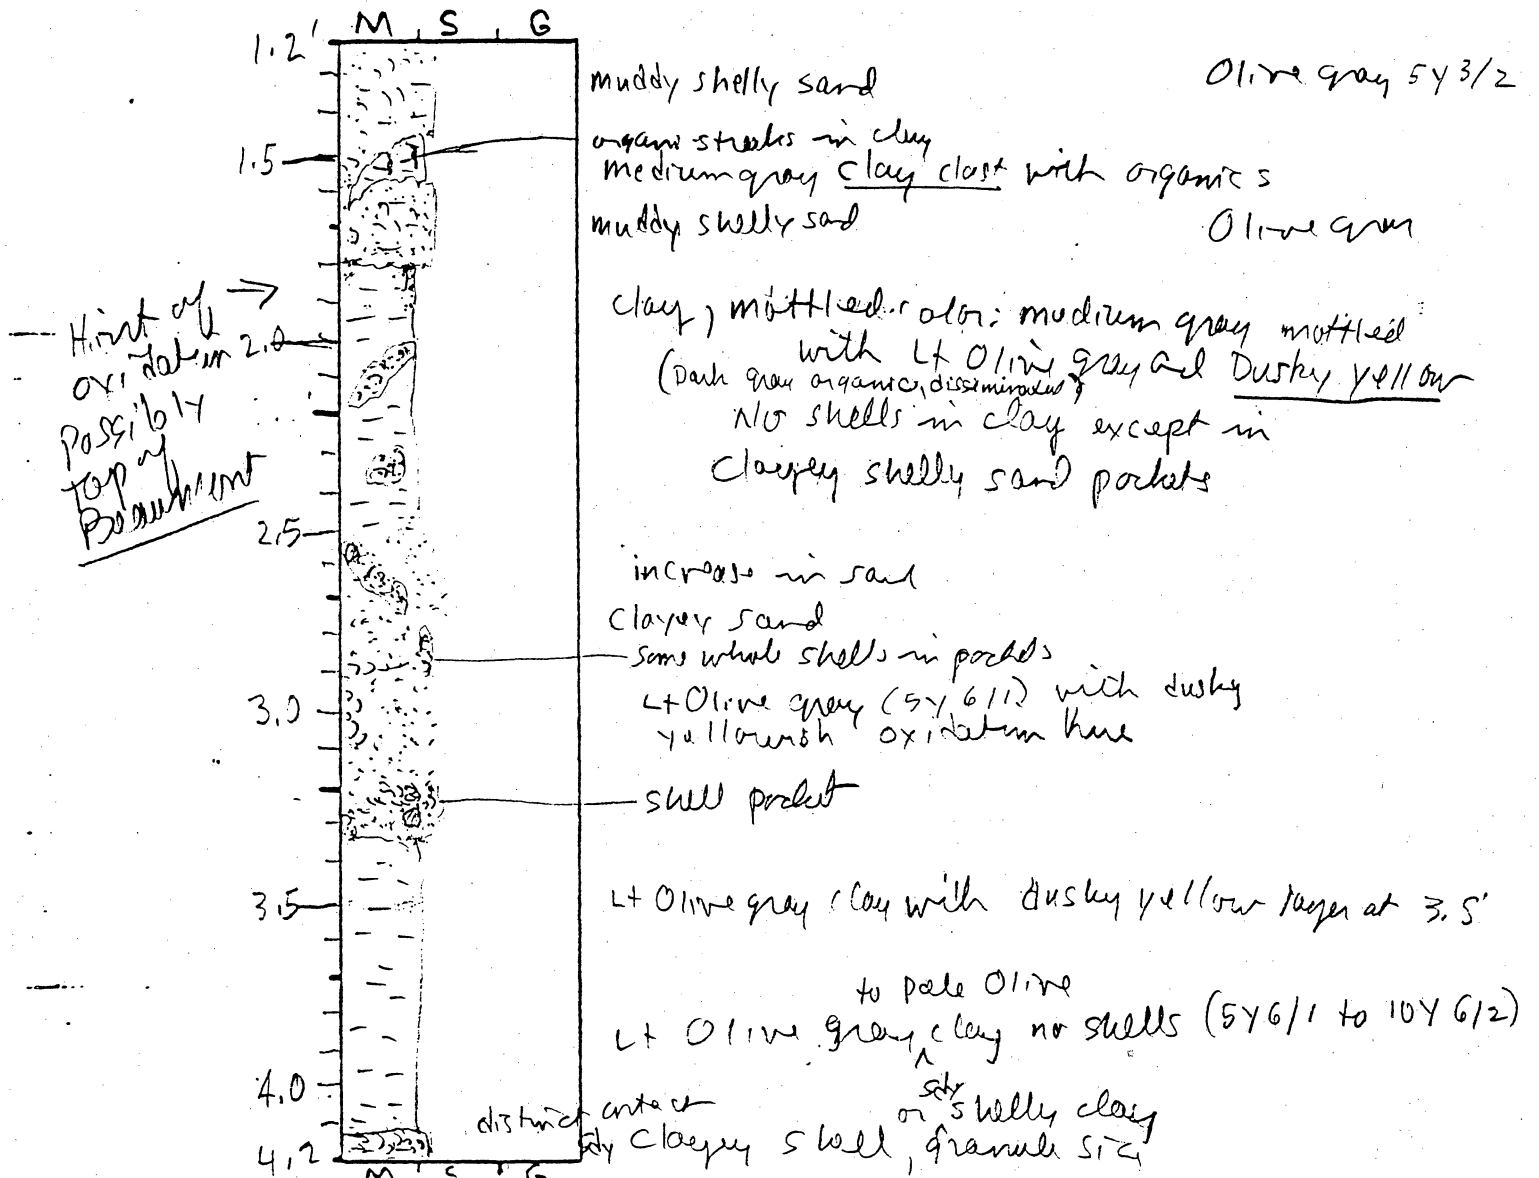 M S G
1.2'
muddy shelly sand
Olive gray 5Y 3/2
organic streaks in clay
1.5
medium gray clay clast with organics
muddy shelly sand
Olive gray
Hint of
oxidation
possibly
top of
Beaumont
2.0
clay, mottled color: medium gray mottled
with Lt Olive gray and Dusky yellow
(Dark gray organics, disseminated)
No shells in clay except in
clayey shelly sand pockets
2.5
increase in sand
Clayey sand
some whole shells in pockets
3.0
Lt Olive gray (5Y 6/1) with dusky
yellowish oxidation here
shell pocket
3.5
Lt Olive gray clay with dusky yellow layer at 3.5'
to pale Olive
Lt Olive gray clay no shells (5Y6/1 to 10Y 6/2)
4.0
distinct contact
or sdy shelly clay
4.2
sdy Clayey shell, granule size
M S G